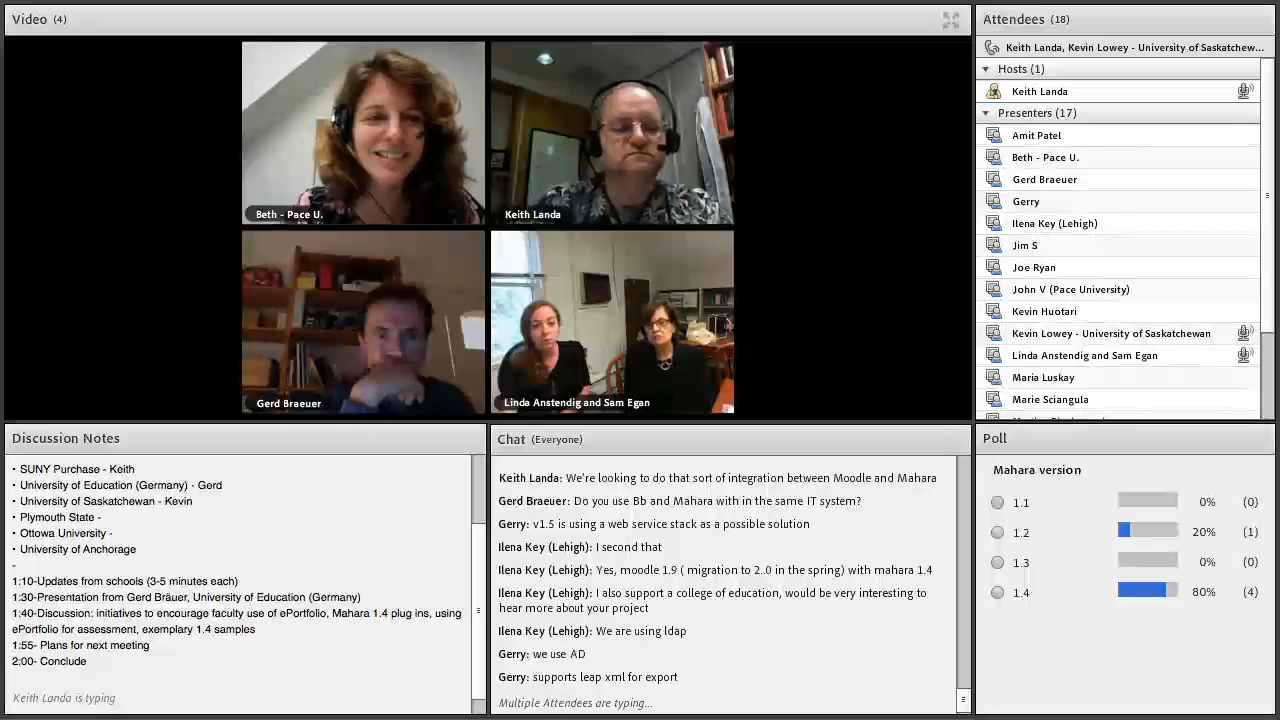 Video (4)
Beth - Pace U.
Keith Landa
Gerd Braeuer
Linda Anstendig and Sam Egan
Attendees (18)
Keith Landa, Kevin Lowey - University of Saskatchew...
Hosts (1)
Keith Landa
Presenters (17)
Amit Patel
Beth - Pace U.
Gerd Braeuer
Gerry
Ilena Key (Lehigh)
Jim S
Joe Ryan
John V (Pace University)
Kevin Huotari
Kevin Lowey - University of Saskatchewan
Linda Anstendig and Sam Egan
Maria Luskay
Marie Sciangula
Discussion Notes
• SUNY Purchase - Keith
• University of Education (Germany) - Gerd
• University of Saskatchewan - Kevin
• Plymouth State -
• Ottowa University -
• University of Anchorage
-
1:10-Updates from schools (3-5 minutes each)
1:30-Presentation from Gerd Bräuer, University of Education (Germany)
1:40-Discussion: initiatives to encourage faculty use of ePortfolio, Mahara 1.4 plug ins, using
ePortfolio for assessment, exemplary 1.4 samples
1:55- Plans for next meeting
2:00- Conclude
Keith Landa is typing
Chat (Everyone)
Keith Landa: We're looking to do that sort of integration between Moodle and Mahara
Gerd Braeuer: Do you use Bb and Mahara with in the same IT system?
Gerry: v1.5 is using a web service stack as a possible solution
Ilena Key (Lehigh): I second that
Ilena Key (Lehigh): Yes, moodle 1.9 ( migration to 2.0 in the spring) with mahara 1.4
Ilena Key (Lehigh): I also support a college of education, would be very interesting to
hear more about your project
Ilena Key (Lehigh): We are using ldap
Gerry: we use AD
Gerry: supports leap xml for export
Multiple Attendees are typing...
Poll
Mahara version
1.1 0% (0)
1.2 20% (1)
1.3 0% (0)
1.4 80% (4)